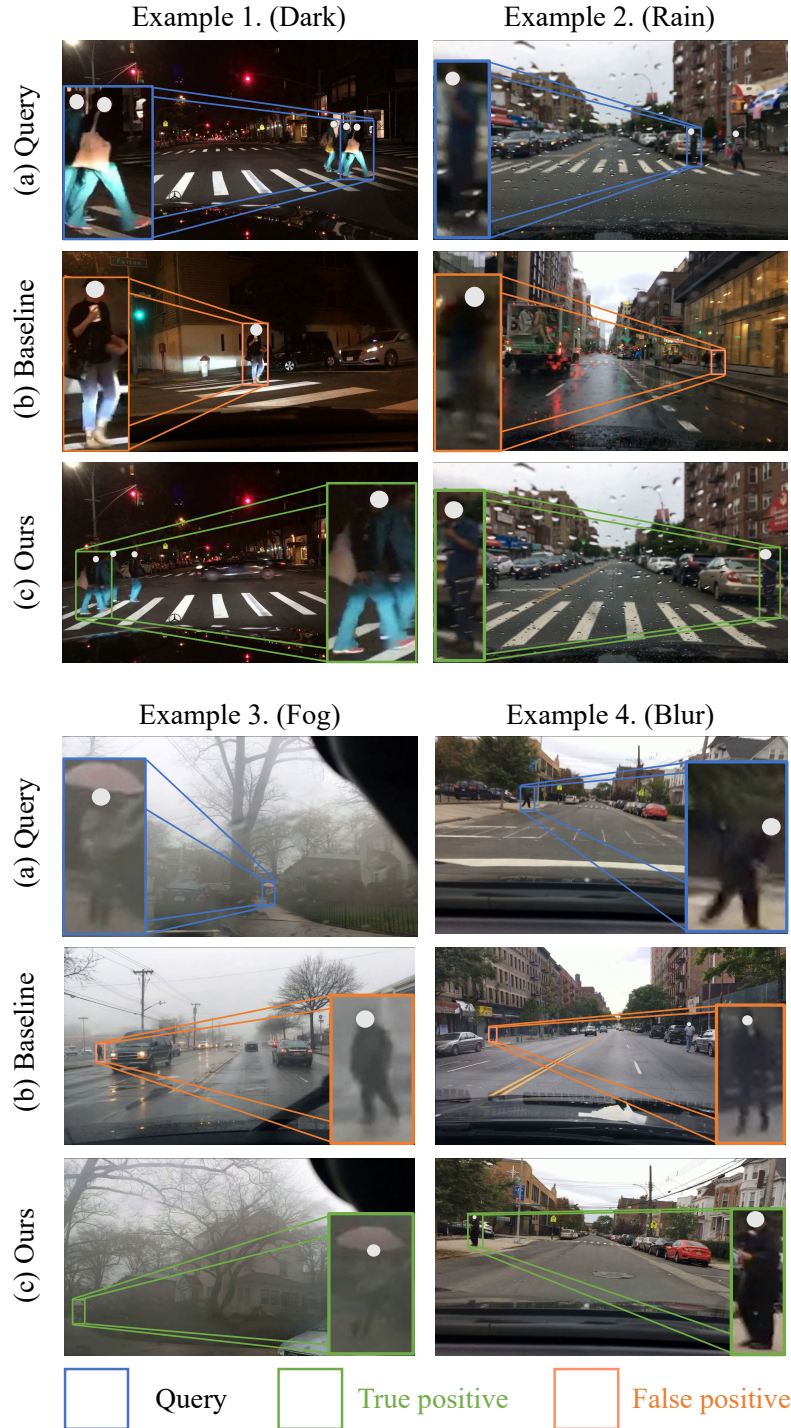 Example 1. (Dark)
Example 2. (Rain)
(a) Query
(b) Baseline
(c) Ours
Example 3. (Fog)
Example 4. (Blur)
(a) Query
(b) Baseline
(c) Ours
Query
True positive
False positive